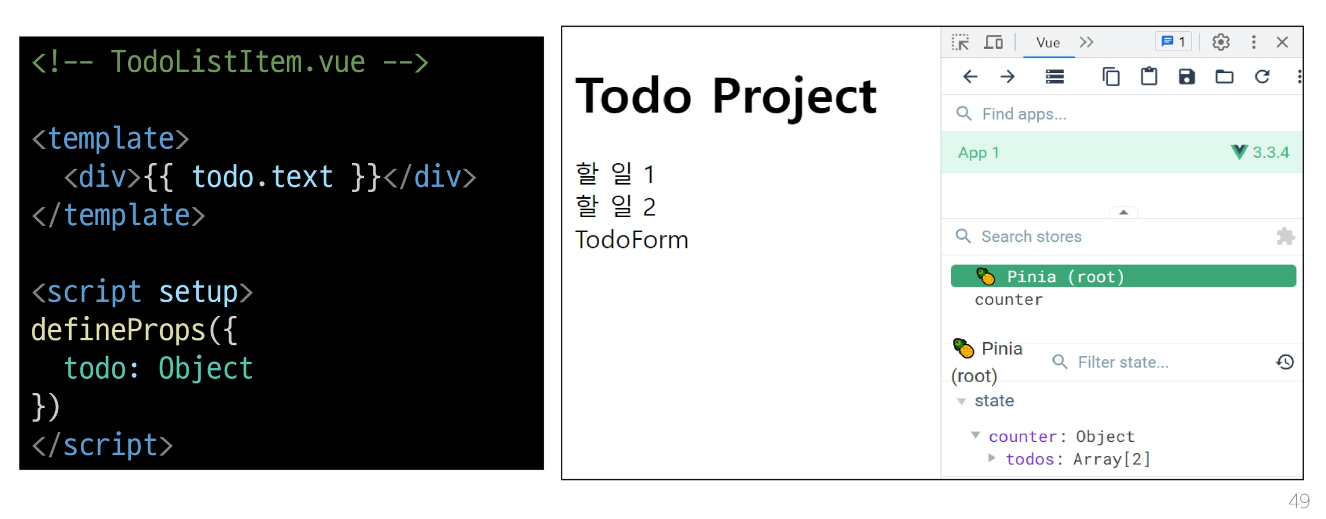 <!-- TodoListItem.vue -->
<template>
  <div>{{ todo.text }}</div>
</template>
<script setup>
defineProps({
  todo: Object
})
</script>
Todo Project
할 일 1
할 일 2
TodoForm
Vue
1
Find apps...
App 1
3.3.4
Search stores
Pinia (root)
counter
Pinia
(root)
Filter state...
state
counter: Object
todos: Array[2]
49